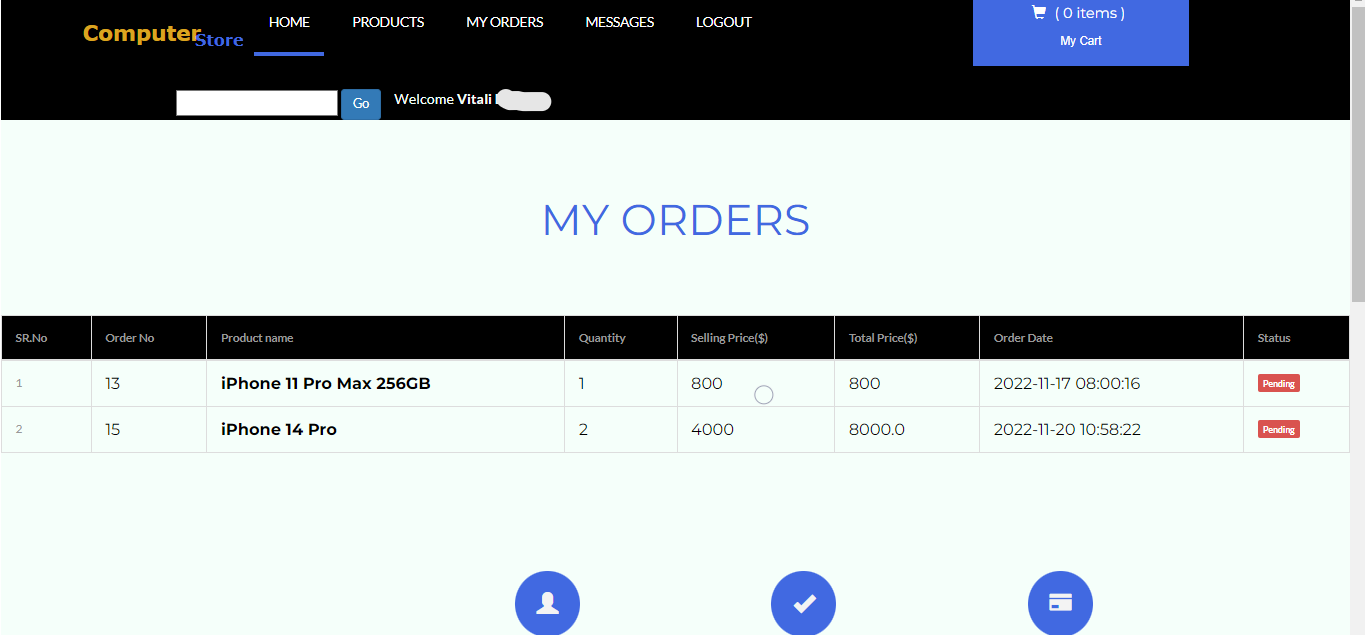 Computer Store
HOME PRODUCTS MY ORDERS MESSAGES LOGOUT
( 0 items )
My Cart
Go
Welcome Vitali
MY ORDERS
SR.No Order No Product name Quantity Selling Price($) Total Price($) Order Date Status
1 13 iPhone 11 Pro Max 256GB 1 800 800 2022-11-17 08:00:16 Pending
2 15 iPhone 14 Pro 2 4000 8000.0 2022-11-20 10:58:22 Pending